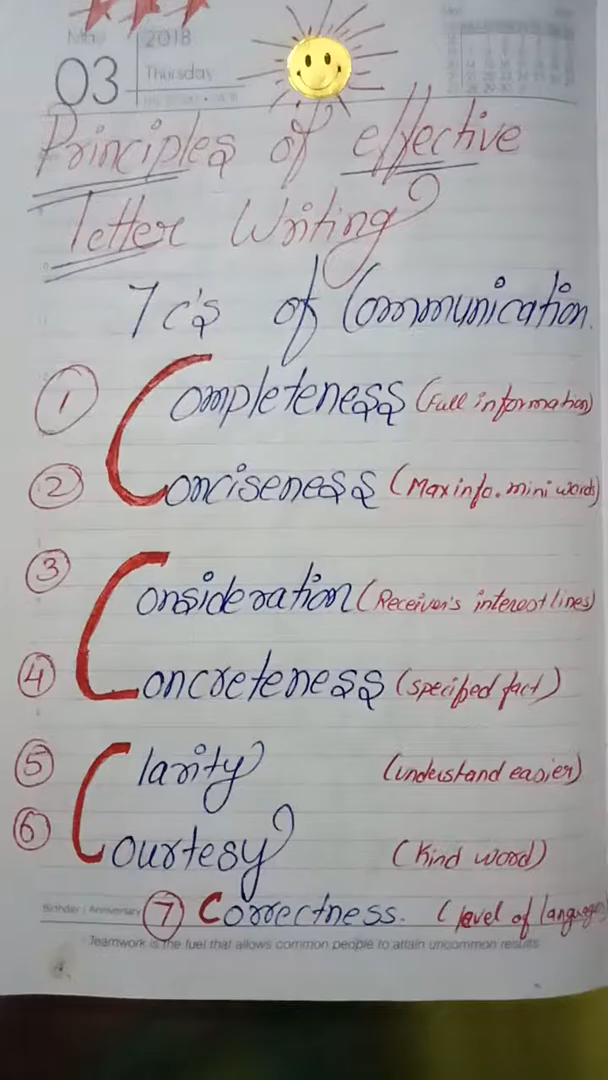 May 2018
03 Thursday
Principles of effective
letter Writing
7 c's of Communication.
1 Completeness (Full information)
2 Conciseness (Max info. mini words)
3 Consideration (Receiver's interest lines)
4 Concreteness (specified fact)
5 Clarity (understand easier)
6 Courtesy (Kind word)
Birthday | Anniversary 7 Correctness. (level of language)
Teamwork is the fuel that allows common people to attain uncommon results